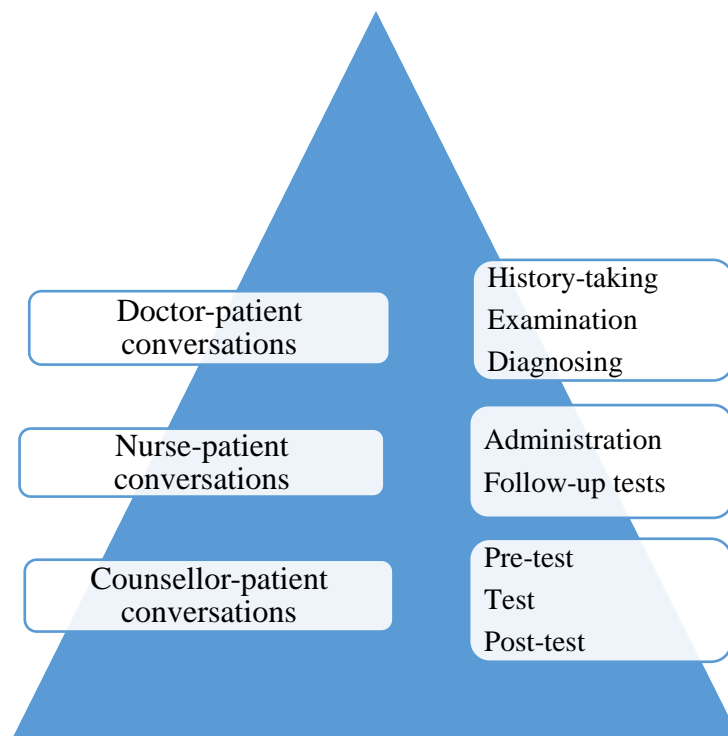 Doctor-patient
conversations
History-taking
Examination
Diagnosing
Nurse-patient
conversations
Administration
Follow-up tests
Counsellor-patient
conversations
Pre-test
Test
Post-test